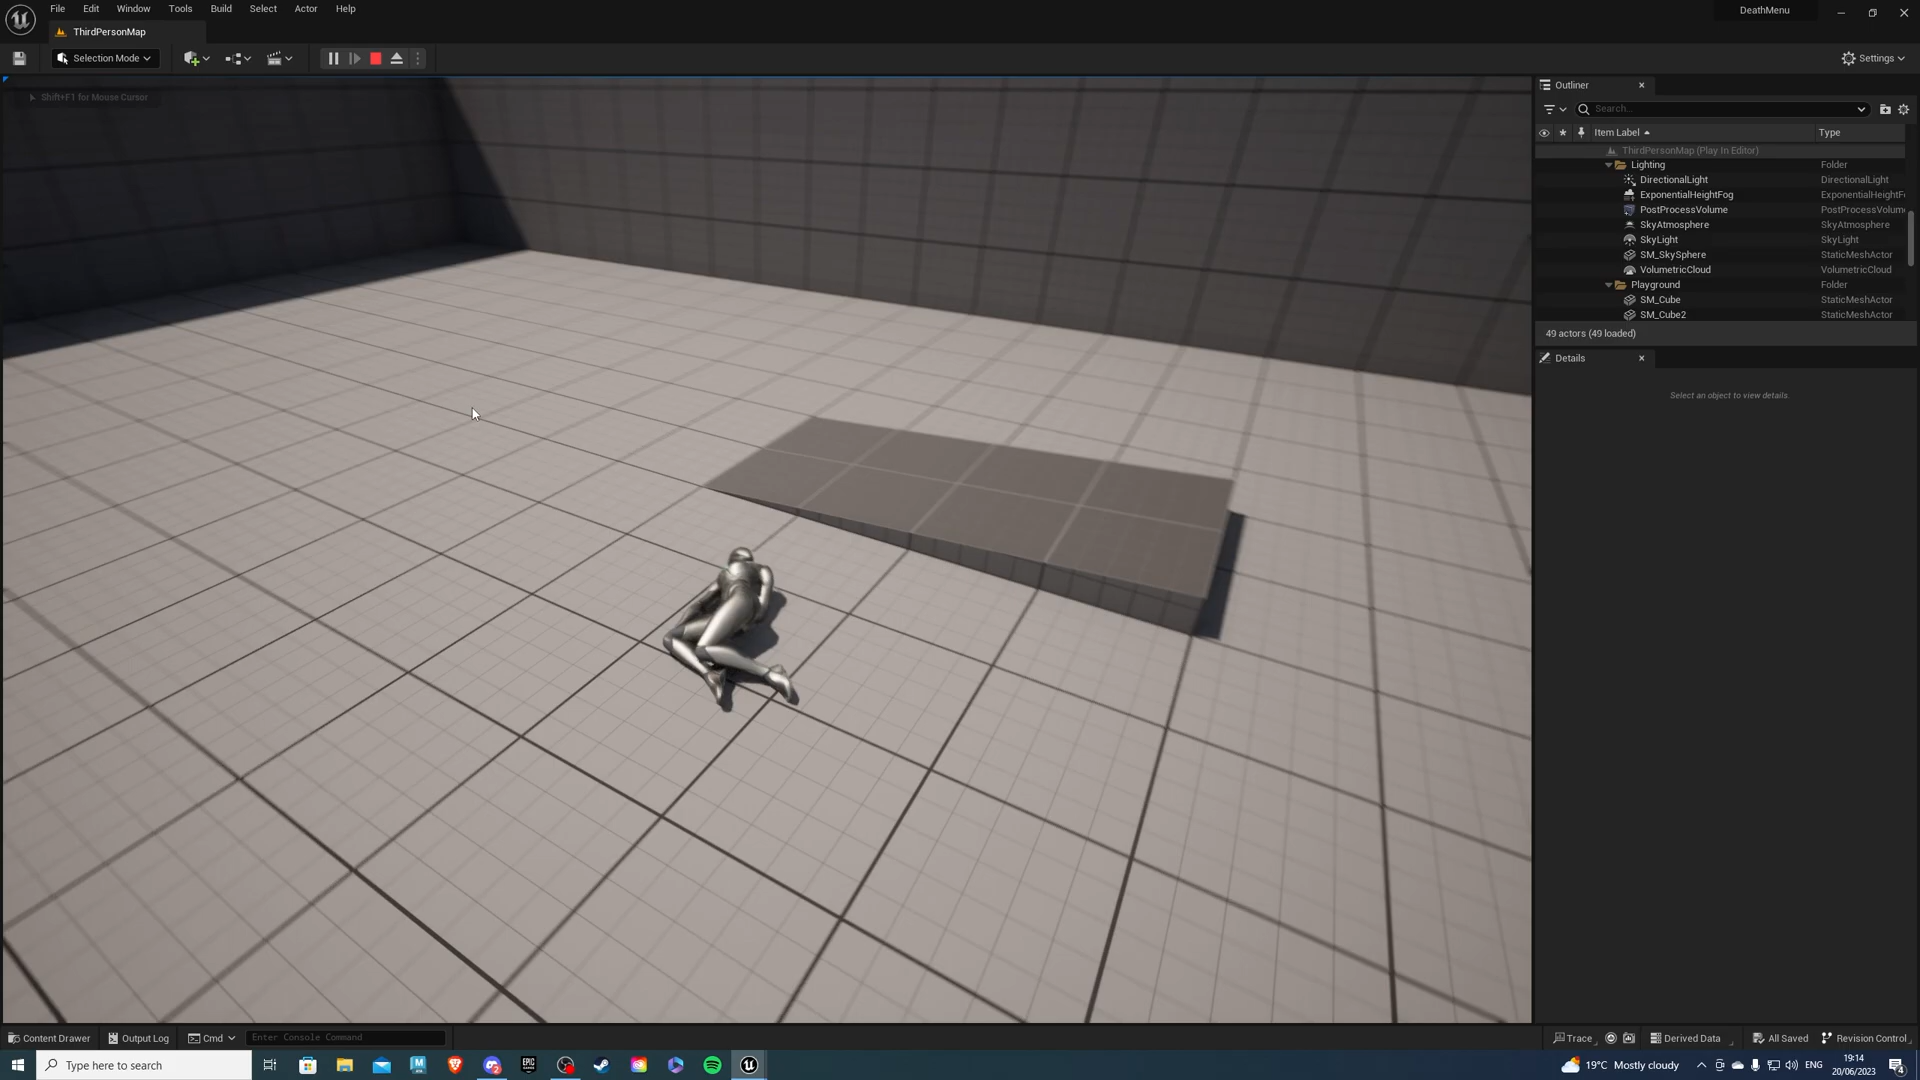 File Edit Window Tools Build Select Actor Help
DeathMenu
ThirdPersonMap
Selection Mode
Settings
Shift+F1 for Mouse Cursor
Outliner
Search...
Item Label Type
ThirdPersonMap (Play In Editor)
Lighting Folder
DirectionalLight DirectionalLight
ExponentialHeightFog ExponentialHeightF
PostProcessVolume PostProcessVolum
SkyAtmosphere SkyAtmosphere
SkyLight SkyLight
SM_SkySphere StaticMeshActor
VolumetricCloud VolumetricCloud
Playground Folder
SM_Cube StaticMeshActor
SM_Cube2 StaticMeshActor
49 actors (49 loaded)
Details
Select an object to view details.
Content Drawer Output Log Cmd Enter Console Command
Trace Derived Data All Saved Revision Control
Type here to search
19°C Mostly cloudy
ENG
19:14
20/06/2023
4